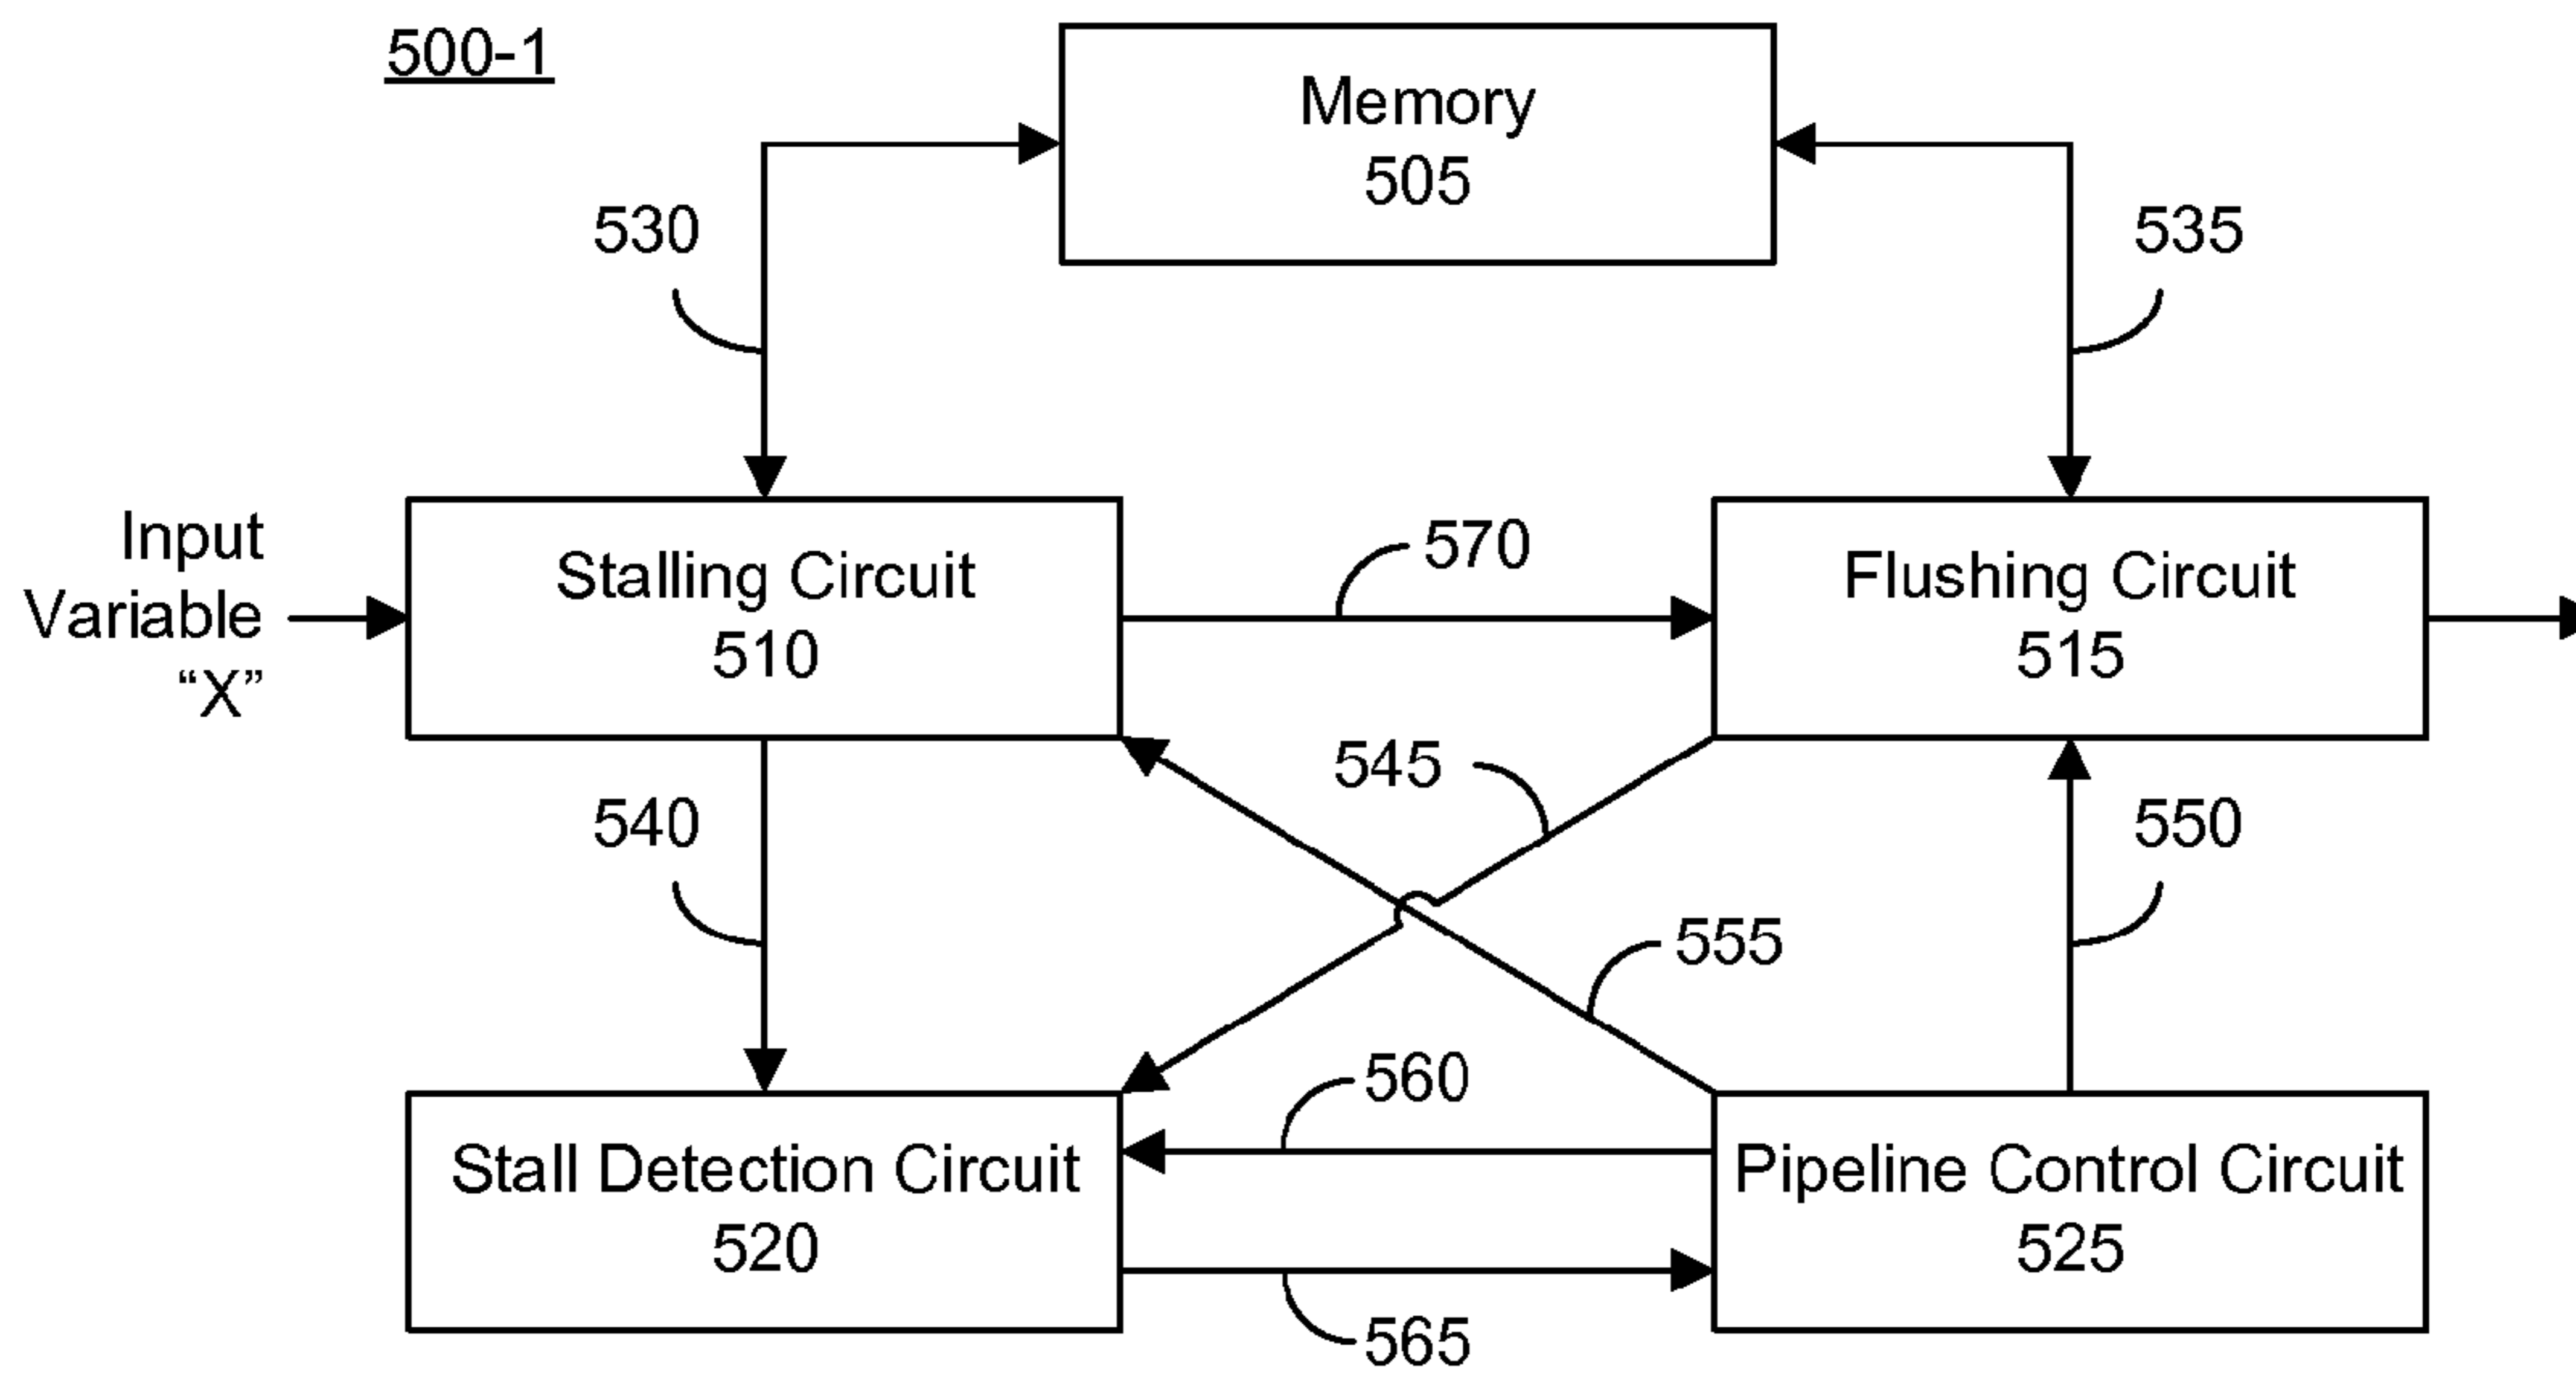 500-1
Memory
505
530
535
Input
Variable
“X”
Stalling Circuit
510
570
Flushing Circuit
515
545
540
550
555
560
Stall Detection Circuit
520
Pipeline Control Circuit
525
565